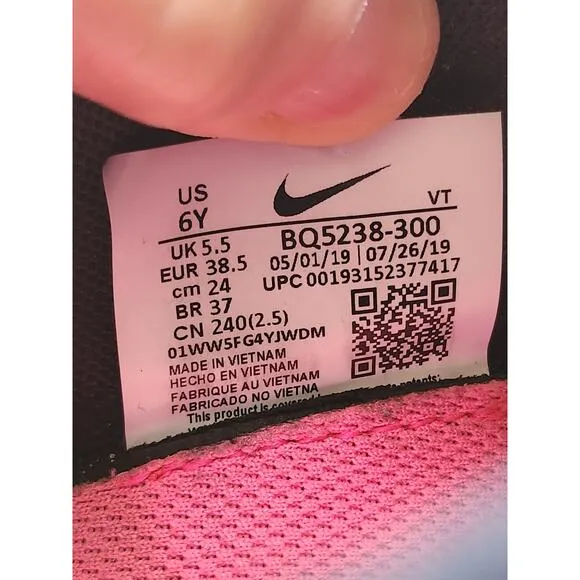 US
6Y
VT
UK 5.5
EUR 38.5
cm 24
BR 37
CN 240(2.5)
BQ5238-300
05/01/19 | 07/26/19
UPC 00193152377417
01WW5FG4YJWDM
MADE IN VIETNAM
HECHO EN VIETNAM
FABRIQUE AU VIETNAM
FABRICADO NO VIETNA
This product is covered
patents: